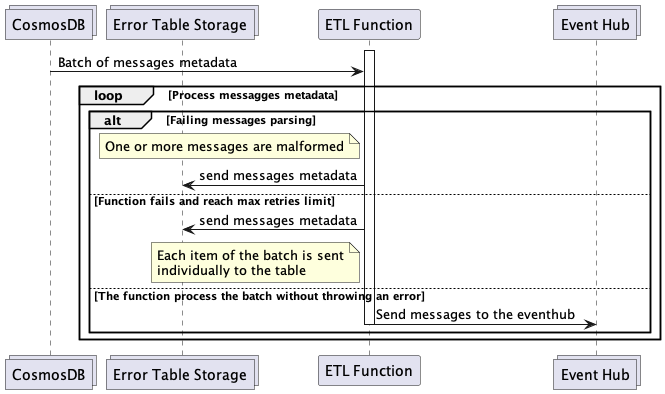 CosmosDB
Error Table Storage
ETL Function
Event Hub
Batch of messages metadata
loop
[Process messagges metadata]
alt
[Failing messages parsing]
One or more messages are malformed
send messages metadata
[Function fails and reach max retries limit]
send messages metadata
Each item of the batch is sent
individually to the table
[The function process the batch without throwing an error]
Send messages to the eventhub
CosmosDB
Error Table Storage
ETL Function
Event Hub